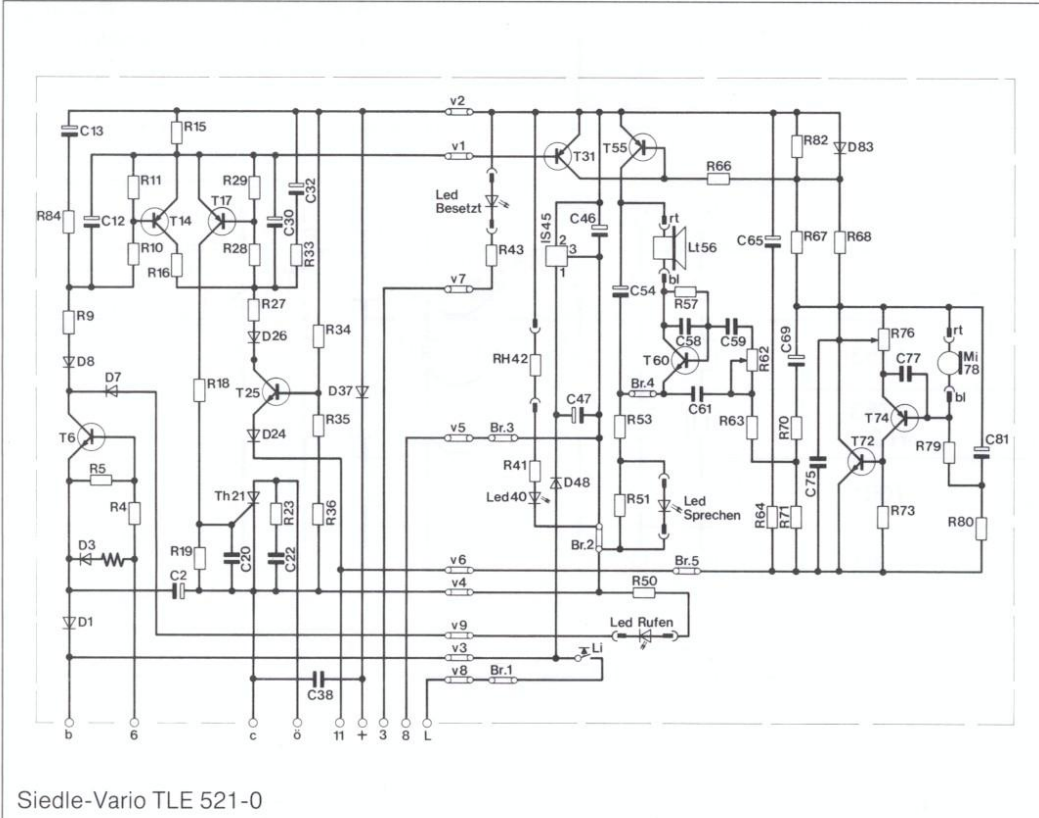 v2
C13
R15
R82
D83
T55
v1
T31
R66
R11
R29
C32
T17
Led
Besetzt
rt
R84
C12
T14
C30
IS45
C46
R10
R28
R33
2
3
1
Lt56
C65
R67
R68
R16
R43
bl
v7
C54
R57
R27
R9
R34
C58
C59
C69
R76
rt
D26
R62
Mi
78
D8
RH42
T60
C77
D7
R18
T25
D37
Br.4
C61
bl
C47
T74
R35
R53
R63
R70
D24
v5
Br.3
T72
R79
C81
T6
R5
R41
D48
C75
Th21
Led40
R51
Led
Sprechen
R4
R23
R36
R64
R71
R73
R80
D3
R19
C20
C22
Br.2
v6
Br.5
C2
v4
R50
D1
v9
Led Rufen
v3
Li
v8
Br.1
C38
b
6
c
ö
11
+
3
8
L
Siedle-Vario TLE 521-0